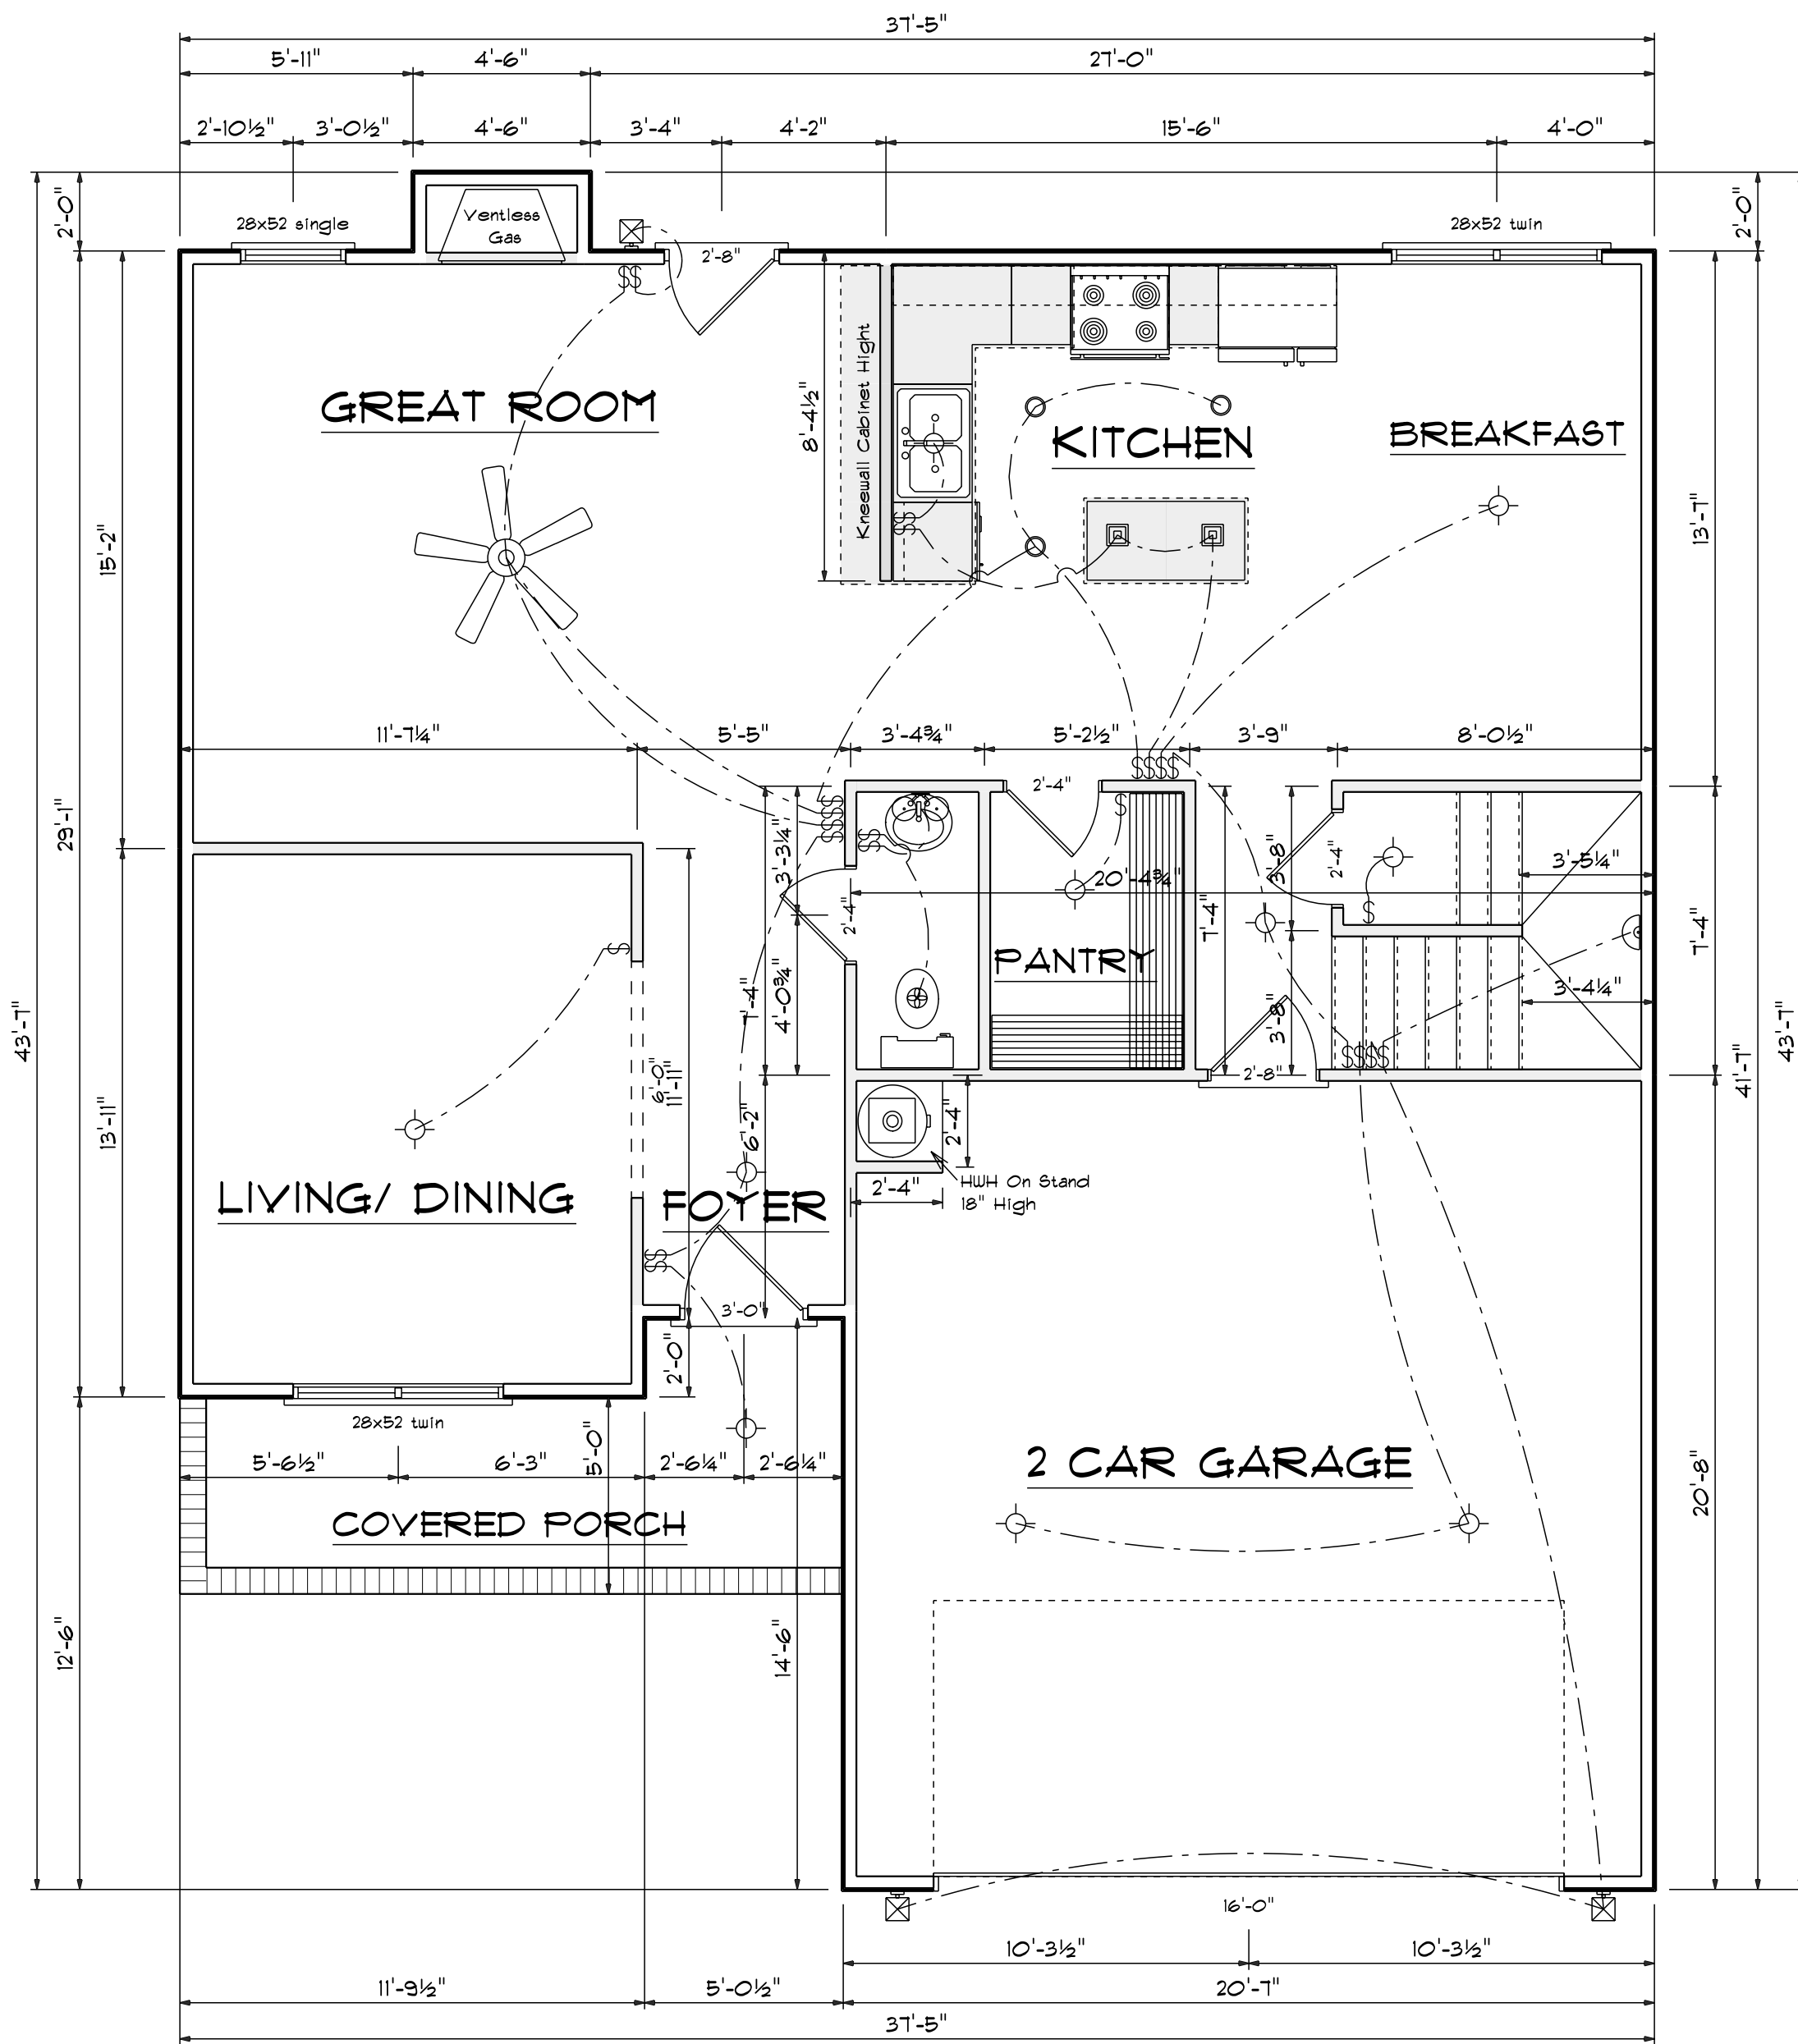 37'-5"
5'-11" 4'-6" 27'-0"
2'-10½" 3'-0½" 4'-6" 3'-4" 4'-2" 15'-6" 4'-0"
2'-0" 2'-0"
28x52 single
Ventless
Gas
28x52 twin
2'-8"
GREAT ROOM
Kneewall Cabinet Hight
8'-4½"
KITCHEN
BREAKFAST
15'-2"
13'-7"
11'-7¼" 5'-5" 3'-4¾" 5'-2½" 3'-9" 8'-0½"
2'-4"
29'-1"
3'-3¼"
3'-8"
2'-4"
3'-5¼"
20'-4¾"
2'-4"
7'-4"
7'-4"
PANTRY
7'-4"
4'-0¾"
3'-8"
3'-4¼"
43'-7"
41'-7"
43'-7"
6'-0"
11'-11"
2'-8"
13'-11"
6'-2"
2'-4"
HWH On Stand
18" High
2'-4"
LIVING/ DINING
FOYER
3'-0"
2'-0"
28x52 twin
5'-0"
5'-6½" 6'-3" 2'-6¼" 2'-6¼"
2 CAR GARAGE
20'-8"
COVERED PORCH
12'-6"
14'-6"
16'-0"
10'-3½" 10'-3½"
11'-9½" 5'-0½" 20'-7"
37'-5"